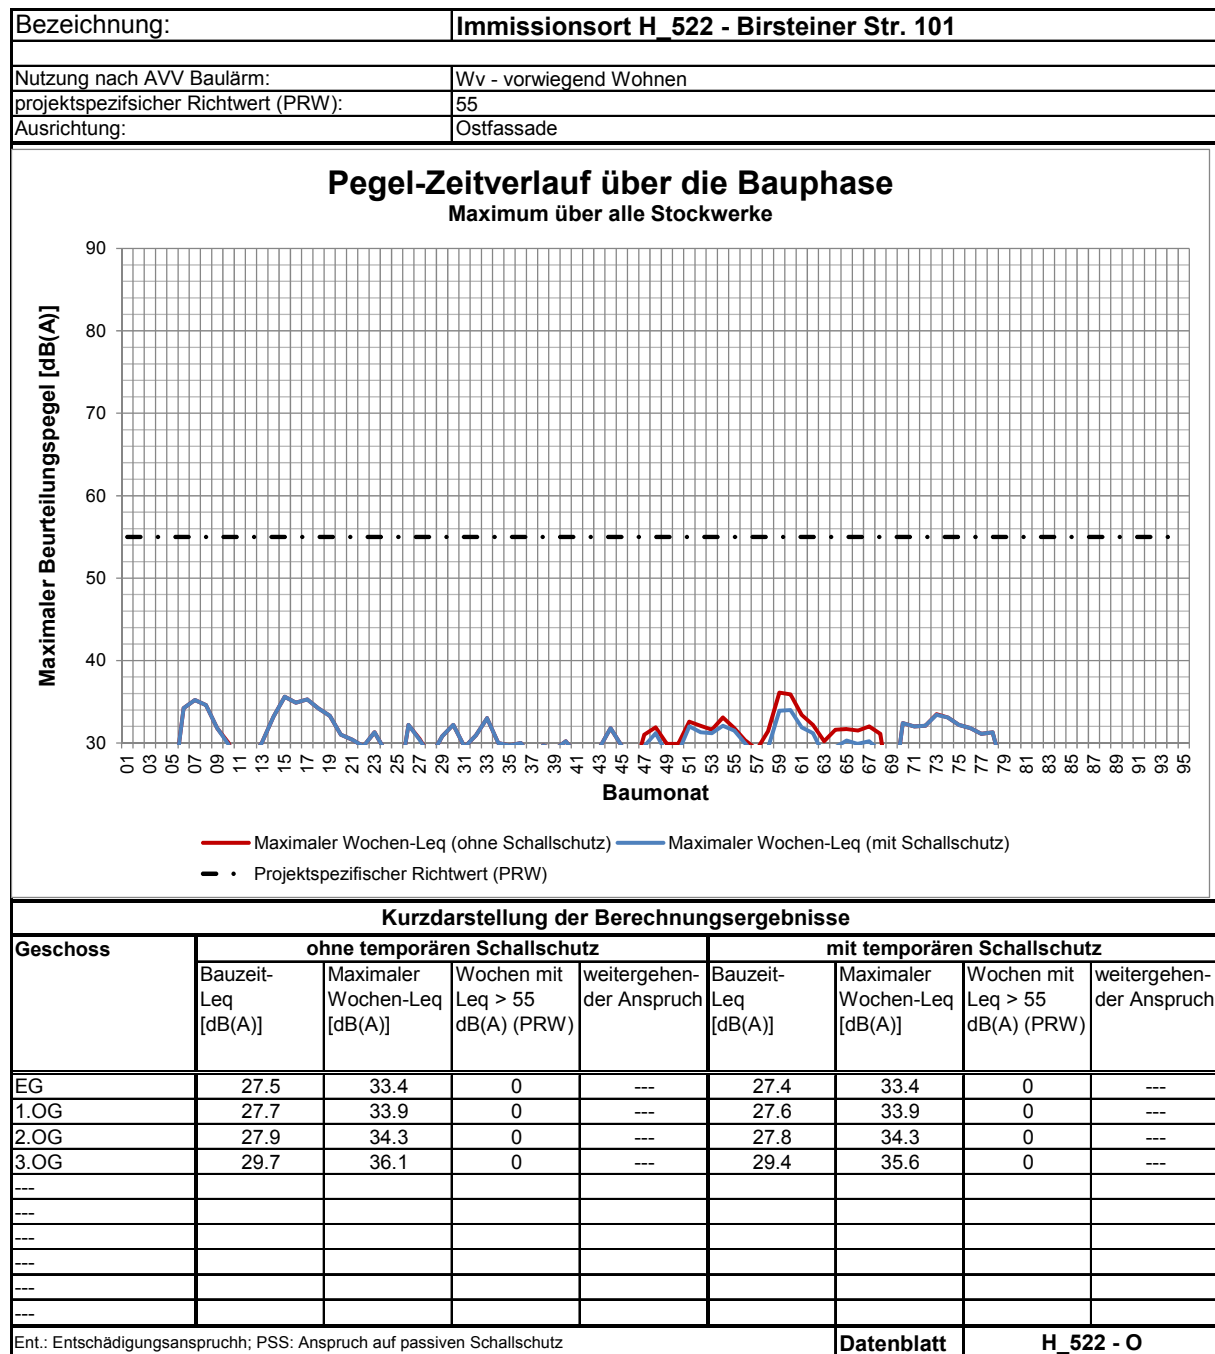 Bezeichnung: Immissionsort H_522 - Birsteiner Str. 101
Nutzung nach AVV Baulärm: Wv - vorwiegend Wohnen
projektspezifsicher Richtwert (PRW): 55
Ausrichtung: Ostfassade
Pegel-Zeitverlauf über die Bauphase
Maximum über alle Stockwerke
Maximaler Beurteilungspegel [dB(A)]
90
80
70
60
50
40
30
01 03 05 07 09 11 13 15 17 19 21 23 25 27 29 31 33 35 37 39 41 43 45 47 49 51 53 55 57 59 61 63 65 67 69 71 73 75 77 79 81 83 85 87 89 91 93 95
Baumonat
Maximaler Wochen-Leq (ohne Schallschutz) Maximaler Wochen-Leq (mit Schallschutz)
Projektspezifischer Richtwert (PRW)
Kurzdarstellung der Berechnungsergebnisse
Geschoss ohne temporären Schallschutz mit temporären Schallschutz
Bauzeit- Maximaler Wochen mit weitergehen- Bauzeit- Maximaler Wochen mit weitergehen-
Leq Wochen-Leq Leq > 55 der Anspruch Leq Wochen-Leq Leq > 55 der Anspruch
[dB(A)] [dB(A)] dB(A) (PRW) [dB(A)] [dB(A)] dB(A) (PRW)
EG 27.5 33.4 0 --- 27.4 33.4 0 ---
1.OG 27.7 33.9 0 --- 27.6 33.9 0 ---
2.OG 27.9 34.3 0 --- 27.8 34.3 0 ---
3.OG 29.7 36.1 0 --- 29.4 35.6 0 ---
---
---
---
---
---
---
Ent.: Entschädigungsanspruchh; PSS: Anspruch auf passiven Schallschutz Datenblatt H_522 - O